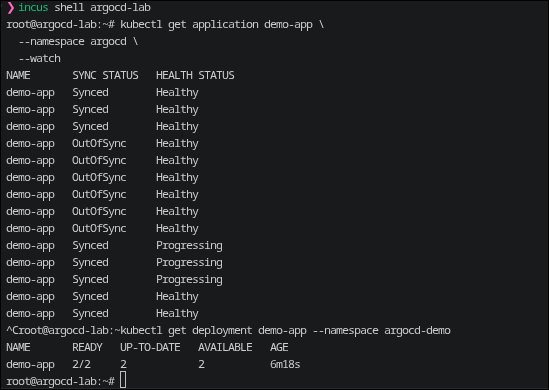 ❯ incus shell argocd-lab
root@argocd-lab:~# kubectl get application demo-app \
  --namespace argocd \
  --watch
NAME       SYNC STATUS   HEALTH STATUS
demo-app   Synced        Healthy
demo-app   Synced        Healthy
demo-app   Synced        Healthy
demo-app   OutOfSync     Healthy
demo-app   OutOfSync     Healthy
demo-app   OutOfSync     Healthy
demo-app   OutOfSync     Healthy
demo-app   OutOfSync     Healthy
demo-app   OutOfSync     Healthy
demo-app   Synced        Progressing
demo-app   Synced        Progressing
demo-app   Synced        Progressing
demo-app   Synced        Healthy
demo-app   Synced        Healthy
^Croot@argocd-lab:~kubectl get deployment demo-app --namespace argocd-demo
NAME       READY   UP-TO-DATE   AVAILABLE   AGE
demo-app   2/2     2            2           6m18s
root@argocd-lab:~#